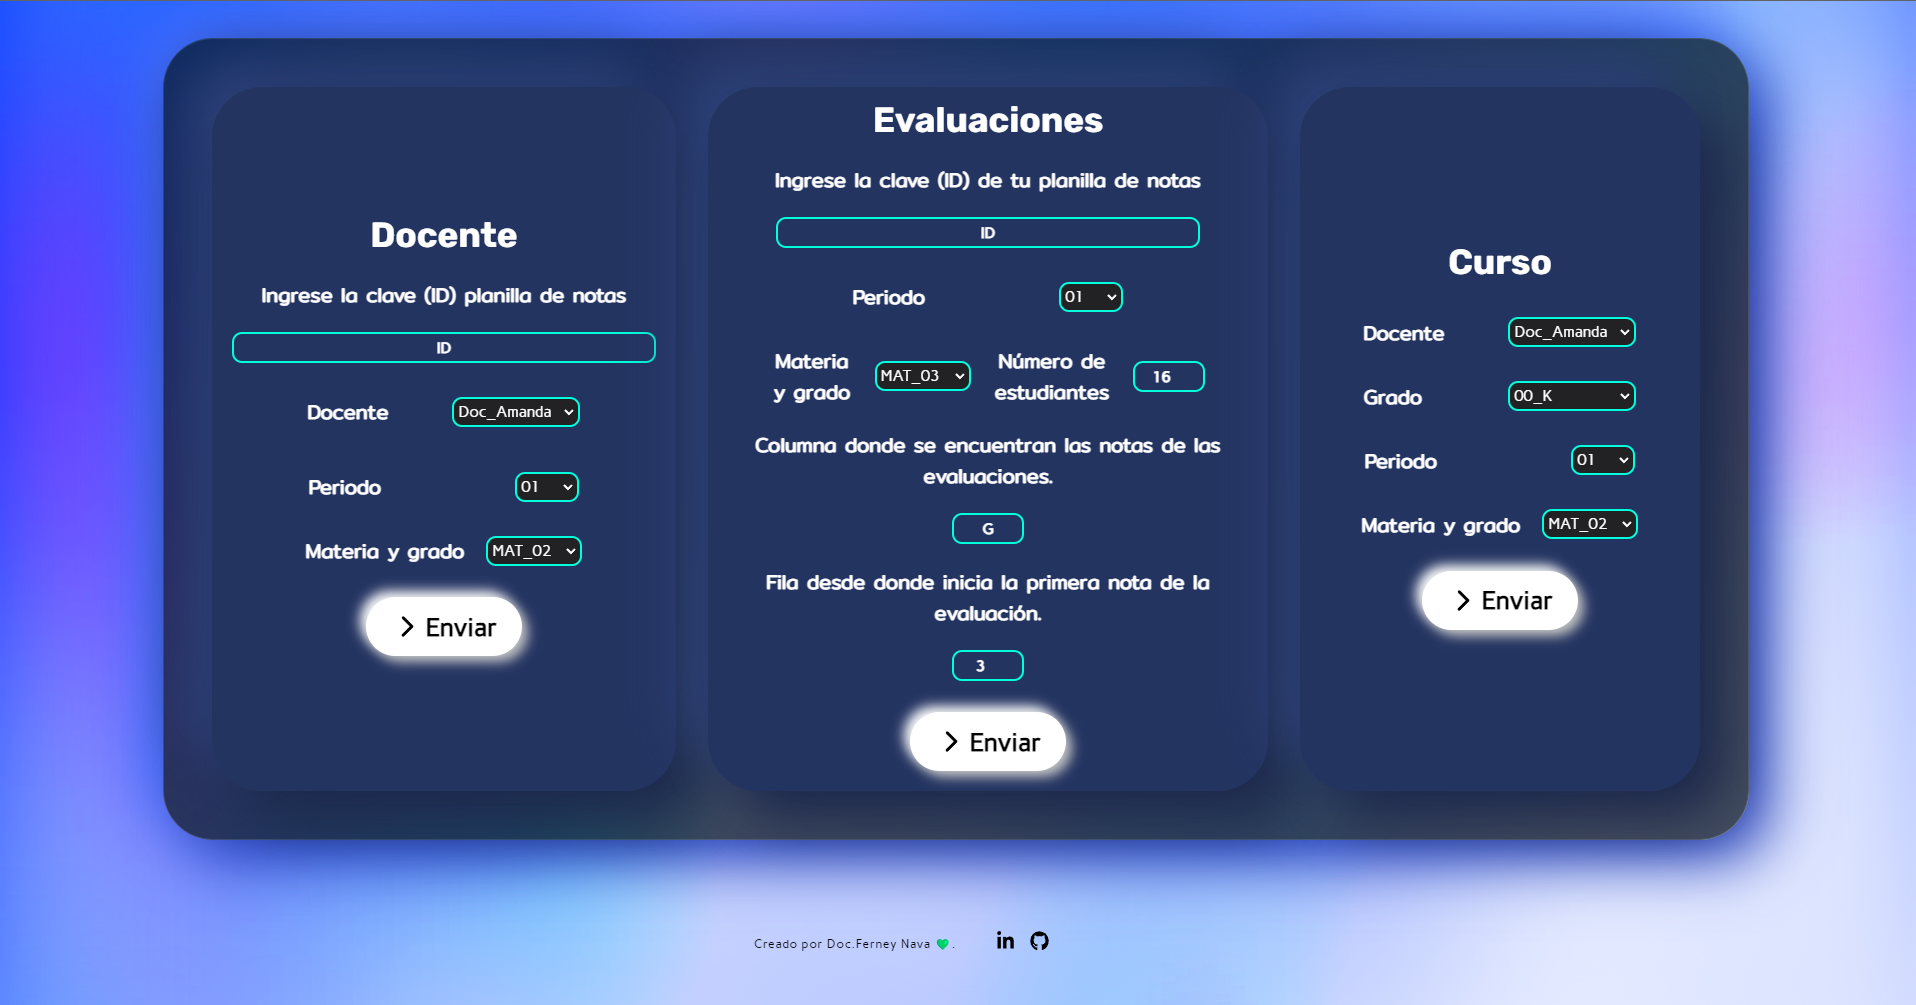 Docente
Ingrese la clave (ID) planilla de notas
ID
Docente Doc_Amanda
Periodo 01
Materia y grado MAT_02
Enviar
Evaluaciones
Ingrese la clave (ID) de tu planilla de notas
ID
Periodo 01
Materia
y grado
MAT_03
Número de
estudiantes
16
Columna donde se encuentran las notas de las
evaluaciones.
G
Fila desde donde inicia la primera nota de la
evaluación.
3
Enviar
Curso
Docente Doc_Amanda
Grado 00_K
Periodo 01
Materia y grado MAT_02
Enviar
Creado por Doc.Ferney Nava 💚 .
in